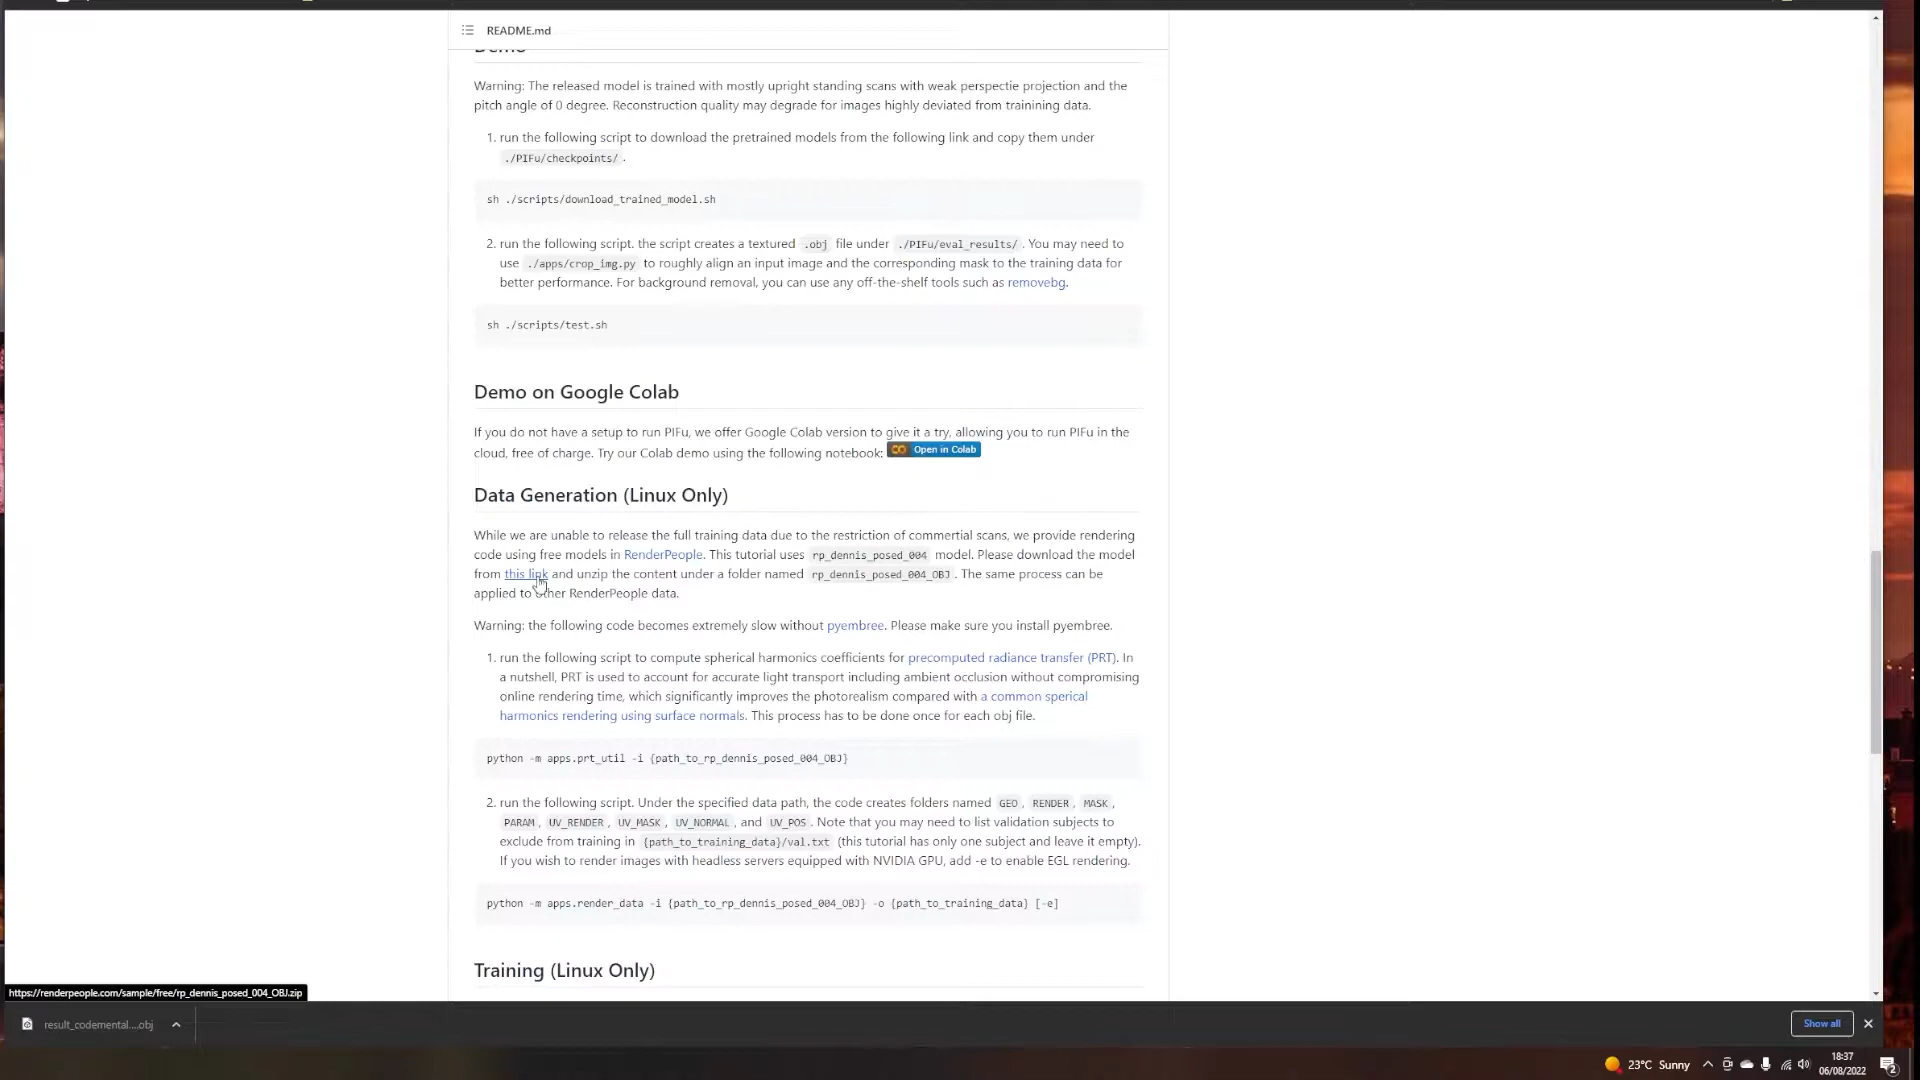 README.md
Demo
Warning: The released model is trained with mostly upright standing scans with weak perspectie projection and the
pitch angle of 0 degree. Reconstruction quality may degrade for images highly deviated from trainining data.
1. run the following script to download the pretrained models from the following link and copy them under
./PIFu/checkpoints/ .
sh ./scripts/download_trained_model.sh
2. run the following script. the script creates a textured .obj file under ./PIFu/eval_results/ . You may need to
use ./apps/crop_img.py to roughly align an input image and the corresponding mask to the training data for
better performance. For background removal, you can use any off-the-shelf tools such as removebg.
sh ./scripts/test.sh
Demo on Google Colab
If you do not have a setup to run PIFu, we offer Google Colab version to give it a try, allowing you to run PIFu in the
cloud, free of charge. Try our Colab demo using the following notebook: Open in Colab
Data Generation (Linux Only)
While we are unable to release the full training data due to the restriction of commertial scans, we provide rendering
code using free models in RenderPeople. This tutorial uses rp_dennis_posed_004 model. Please download the model
from this link and unzip the content under a folder named rp_dennis_posed_004_OBJ . The same process can be
applied to other RenderPeople data.
Warning: the following code becomes extremely slow without pyembree. Please make sure you install pyembree.
1. run the following script to compute spherical harmonics coefficients for precomputed radiance transfer (PRT). In
a nutshell, PRT is used to account for accurate light transport including ambient occlusion without compromising
online rendering time, which significantly improves the photorealism compared with a common sperical
harmonics rendering using surface normals. This process has to be done once for each obj file.
python -m apps.prt_util -i {path_to_rp_dennis_posed_004_OBJ}
2. run the following script. Under the specified data path, the code creates folders named GEO , RENDER , MASK ,
PARAM , UV_RENDER , UV_MASK , UV_NORMAL , and UV_POS . Note that you may need to list validation subjects to
exclude from training in {path_to_training_data}/val.txt (this tutorial has only one subject and leave it empty).
If you wish to render images with headless servers equipped with NVIDIA GPU, add -e to enable EGL rendering.
python -m apps.render_data -i {path_to_rp_dennis_posed_004_OBJ} -o {path_to_training_data} [-e]
Training (Linux Only)
https://renderpeople.com/sample/free/rp_dennis_posed_004_OBJ.zip
result_codemental....obj
Show all
23°C Sunny
18:37
06/08/2022
2